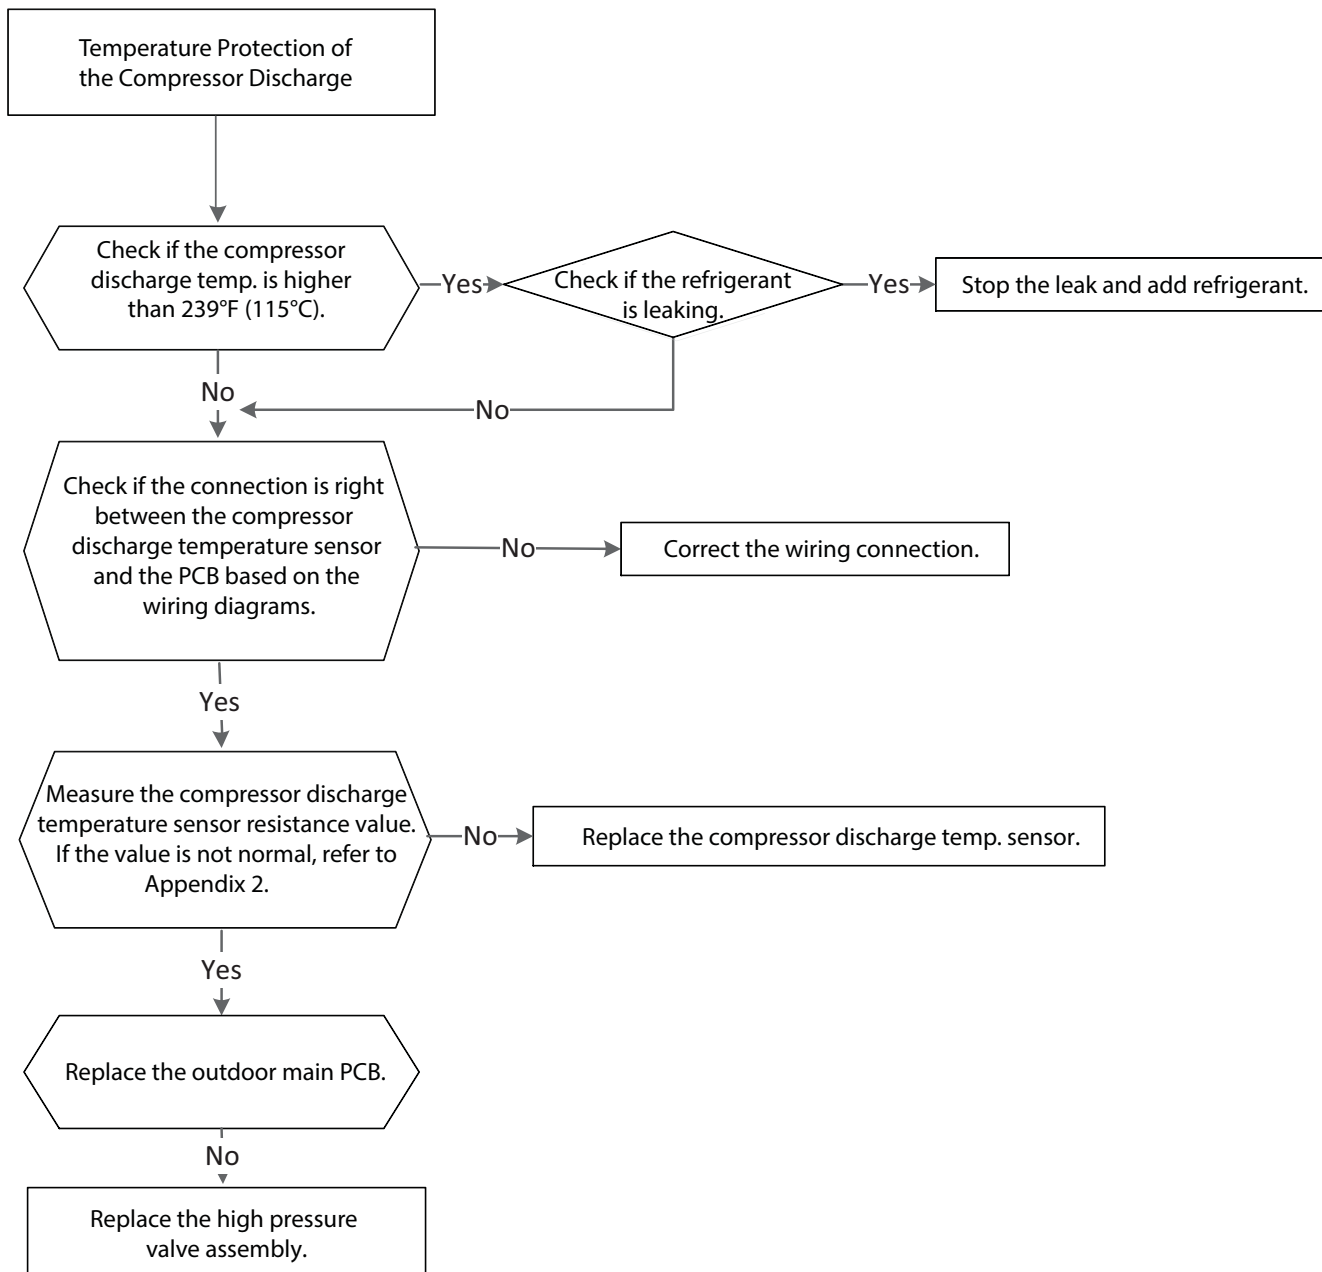 Temperature Protection of
the Compressor Discharge
Check if the compressor
discharge temp. is higher
than 239°F (115°C).
Yes
Check if the refrigerant
is leaking.
Yes
Stop the leak and add refrigerant.
No
No
Check if the connection is right
between the compressor
discharge temperature sensor
and the PCB based on the
wiring diagrams.
No
Correct the wiring connection.
Yes
Measure the compressor discharge
temperature sensor resistance value.
If the value is not normal, refer to
Appendix 2.
No
Replace the compressor discharge temp. sensor.
Yes
Replace the outdoor main PCB.
No
Replace the high pressure
valve assembly.